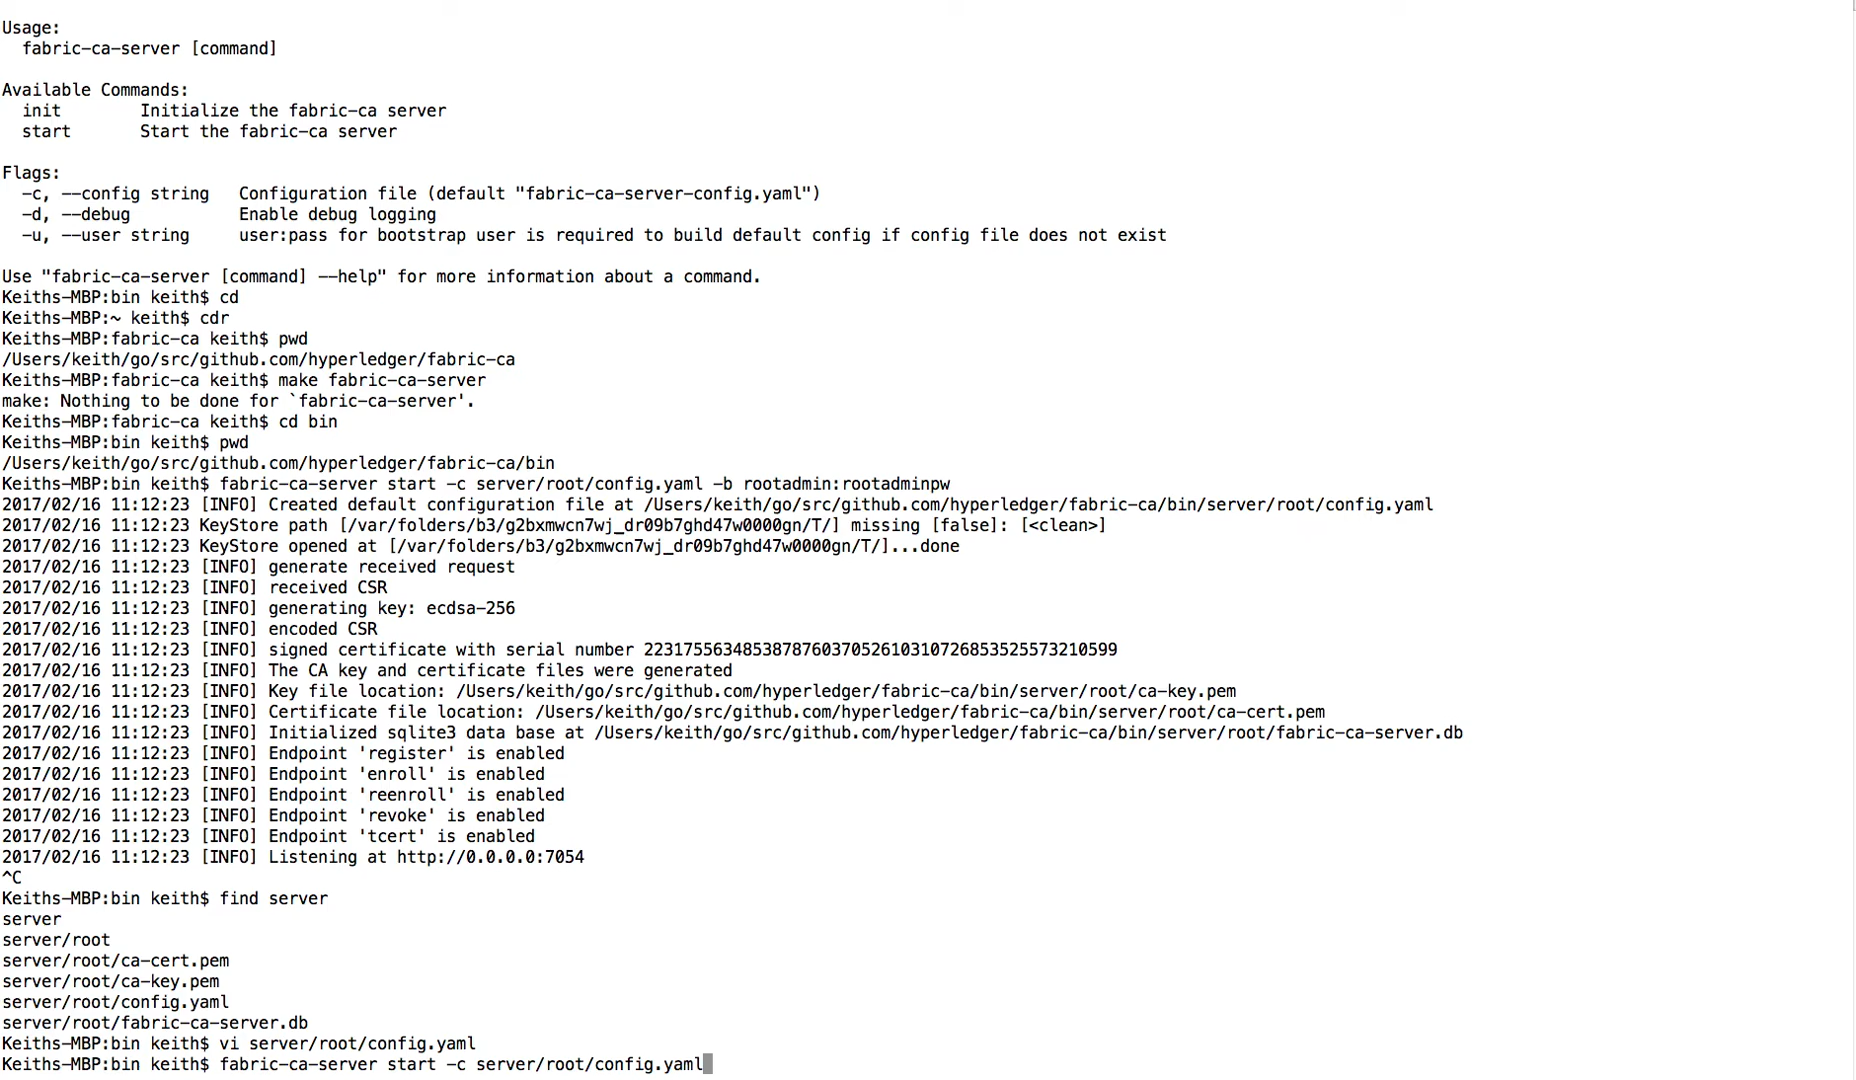 Usage:
fabric-ca-server [command]
Available Commands:
init Initialize the fabric-ca server
start Start the fabric-ca server
Flags:
-c, --config string Configuration file (default "fabric-ca-server-config.yaml")
-d, --debug Enable debug logging
-u, --user string user:pass for bootstrap user is required to build default config if config file does not exist
Use "fabric-ca-server [command] --help" for more information about a command.
Keiths-MBP:bin keith$ cd
Keiths-MBP:~ keith$ cdr
Keiths-MBP:fabric-ca keith$ pwd
/Users/keith/go/src/github.com/hyperledger/fabric-ca
Keiths-MBP:fabric-ca keith$ make fabric-ca-server
make: Nothing to be done for `fabric-ca-server'.
Keiths-MBP:fabric-ca keith$ cd bin
Keiths-MBP:bin keith$ pwd
/Users/keith/go/src/github.com/hyperledger/fabric-ca/bin
Keiths-MBP:bin keith$ fabric-ca-server start -c server/root/config.yaml -b rootadmin:rootadminpw
2017/02/16 11:12:23 [INFO] Created default configuration file at /Users/keith/go/src/github.com/hyperledger/fabric-ca/bin/server/root/config.yaml
2017/02/16 11:12:23 KeyStore path [/var/folders/b3/g2bxmwcn7wj_dr09b7ghd47w0000gn/T/] missing [false]: [<clean>]
2017/02/16 11:12:23 KeyStore opened at [/var/folders/b3/g2bxmwcn7wj_dr09b7ghd47w0000gn/T/]...done
2017/02/16 11:12:23 [INFO] generate received request
2017/02/16 11:12:23 [INFO] received CSR
2017/02/16 11:12:23 [INFO] generating key: ecdsa-256
2017/02/16 11:12:23 [INFO] encoded CSR
2017/02/16 11:12:23 [INFO] signed certificate with serial number 223175563485387876037052610310726853525573210599
2017/02/16 11:12:23 [INFO] The CA key and certificate files were generated
2017/02/16 11:12:23 [INFO] Key file location: /Users/keith/go/src/github.com/hyperledger/fabric-ca/bin/server/root/ca-key.pem
2017/02/16 11:12:23 [INFO] Certificate file location: /Users/keith/go/src/github.com/hyperledger/fabric-ca/bin/server/root/ca-cert.pem
2017/02/16 11:12:23 [INFO] Initialized sqlite3 data base at /Users/keith/go/src/github.com/hyperledger/fabric-ca/bin/server/root/fabric-ca-server.db
2017/02/16 11:12:23 [INFO] Endpoint 'register' is enabled
2017/02/16 11:12:23 [INFO] Endpoint 'enroll' is enabled
2017/02/16 11:12:23 [INFO] Endpoint 'reenroll' is enabled
2017/02/16 11:12:23 [INFO] Endpoint 'revoke' is enabled
2017/02/16 11:12:23 [INFO] Endpoint 'tcert' is enabled
2017/02/16 11:12:23 [INFO] Listening at http://0.0.0.0:7054
^C
Keiths-MBP:bin keith$ find server
server
server/root
server/root/ca-cert.pem
server/root/ca-key.pem
server/root/config.yaml
server/root/fabric-ca-server.db
Keiths-MBP:bin keith$ vi server/root/config.yaml
Keiths-MBP:bin keith$ fabric-ca-server start -c server/root/config.yaml